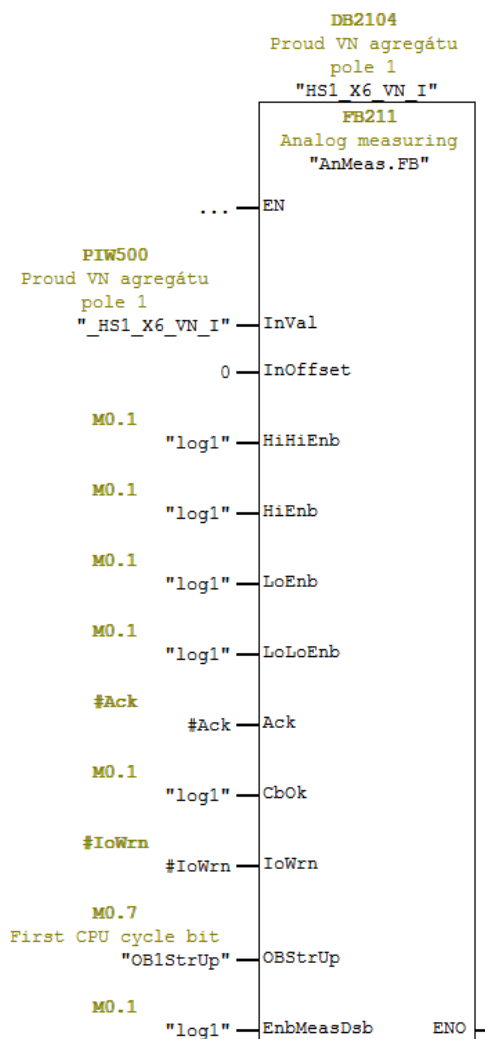 DB2104
Proud VN agregátu
pole 1
"HS1_X6_VN_I"
FB211
Analog measuring
"AnMeas.FB"
... EN
PIW500
Proud VN agregátu
pole 1
"_HS1_X6_VN_I" InVal
0 InOffset
M0.1
"log1" HiHiEnb
M0.1
"log1" HiEnb
M0.1
"log1" LoEnb
M0.1
"log1" LoLoEnb
#Ack
#Ack Ack
M0.1
"log1" CbOk
#IoWrn
#IoWrn IoWrn
M0.7
First CPU cycle bit
"OB1StrUp" OBStrUp
M0.1
"log1" EnbMeasDsb ENO